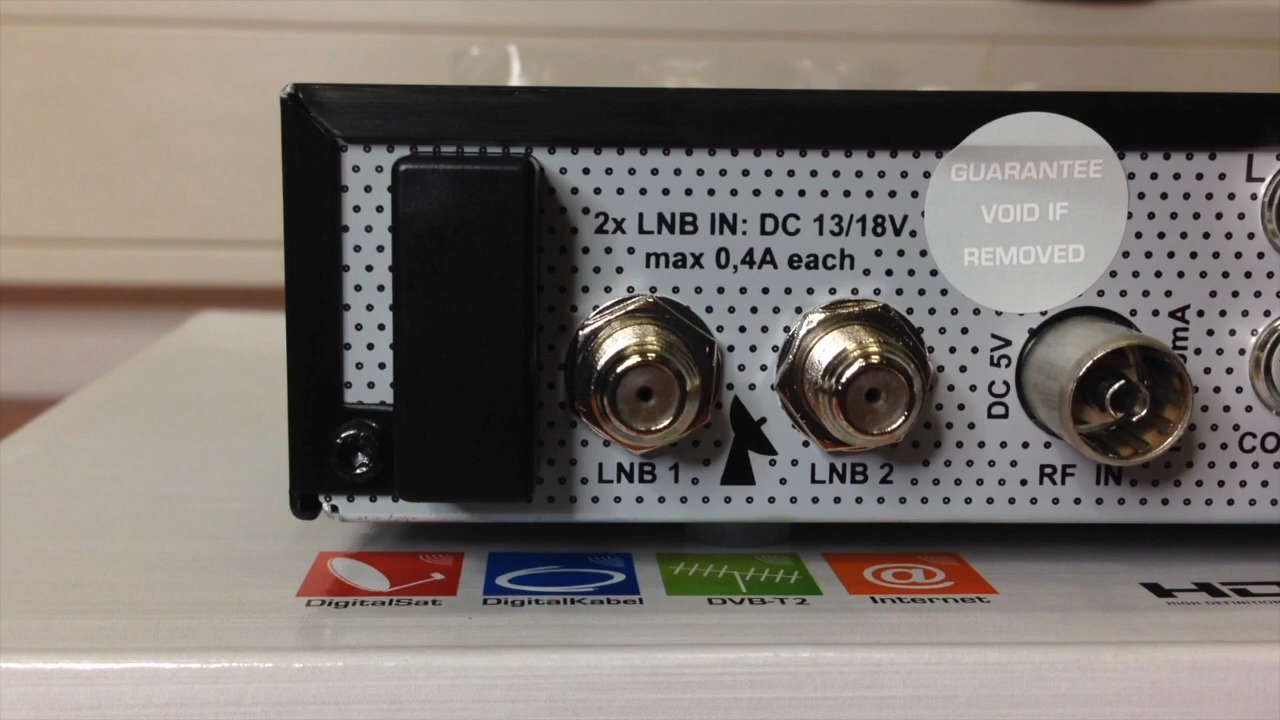 2x LNB IN: DC 13/18V
max 0,4A each
GUARANTEE
VOID IF
REMOVED
L
DC 5V
LNB 1
LNB 2
RF IN
DigitalSat
DigitalKabel
DVB-T2
Internet